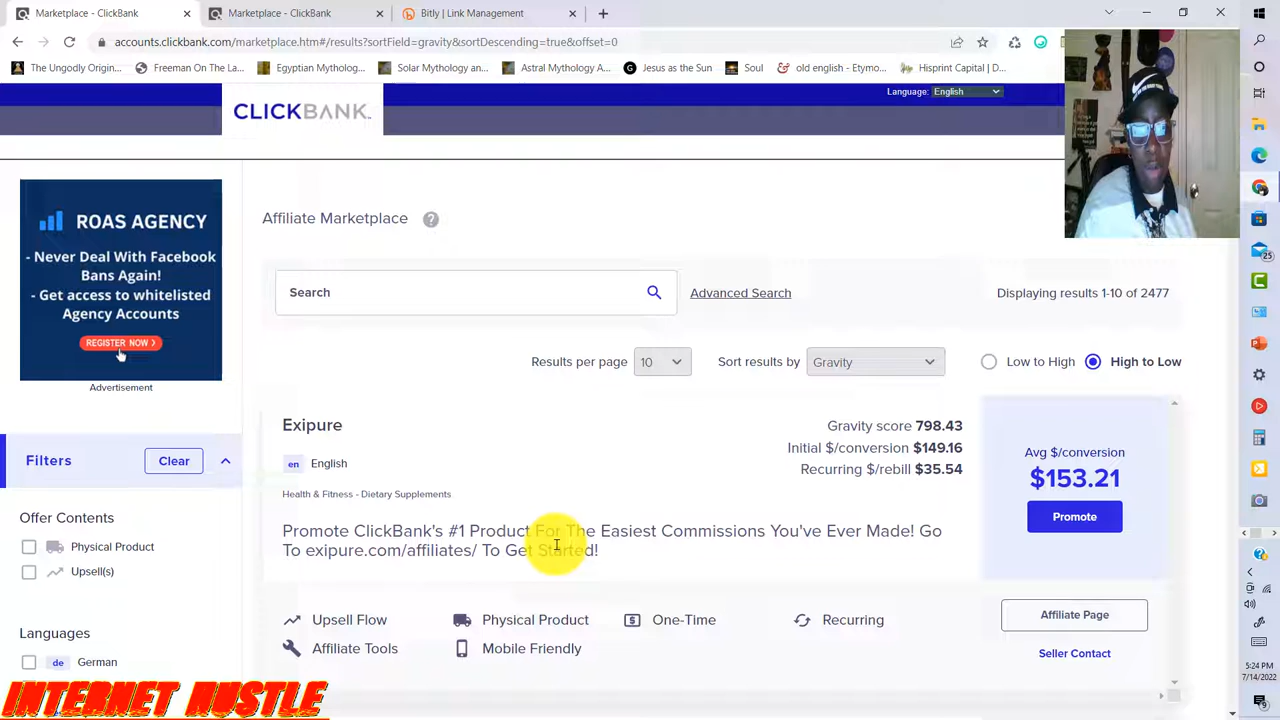 Marketplace - ClickBank
Marketplace - ClickBank
Bitly | Link Management
accounts.clickbank.com/marketplace.htm#/results?sortField=gravity&sortDescending=true&offset=0
The Ungodly Origin...
Freeman On The La...
Egyptian Mytholog...
Solar Mythology an...
Astral Mythology A...
Jesus as the Sun
Soul
old english - Etymo...
Hisprint Capital | D...
CLICKBANK
Language: English
ROAS AGENCY
- Never Deal With Facebook
Bans Again!
- Get access to whitelisted
Agency Accounts
REGISTER NOW >
Advertisement
Affiliate Marketplace ?
Search
Advanced Search
Displaying results 1-10 of 2477
Results per page 10
Sort results by Gravity
Low to High
High to Low
Filters
Clear
Offer Contents
Physical Product
Upsell(s)
Languages
de German
Exipure
en English
Health & Fitness - Dietary Supplements
Gravity score 798.43
Initial $/conversion $149.16
Recurring $/rebill $35.54
Avg $/conversion
$153.21
Promote
Promote ClickBank's #1 Product For The Easiest Commissions You've Ever Made! Go
To exipure.com/affiliates/ To Get Started!
Upsell Flow
Physical Product
One-Time
Recurring
Affiliate Tools
Mobile Friendly
Affiliate Page
Seller Contact
25
5:24 PM
7/14/2022
INTERNET HUSTLE